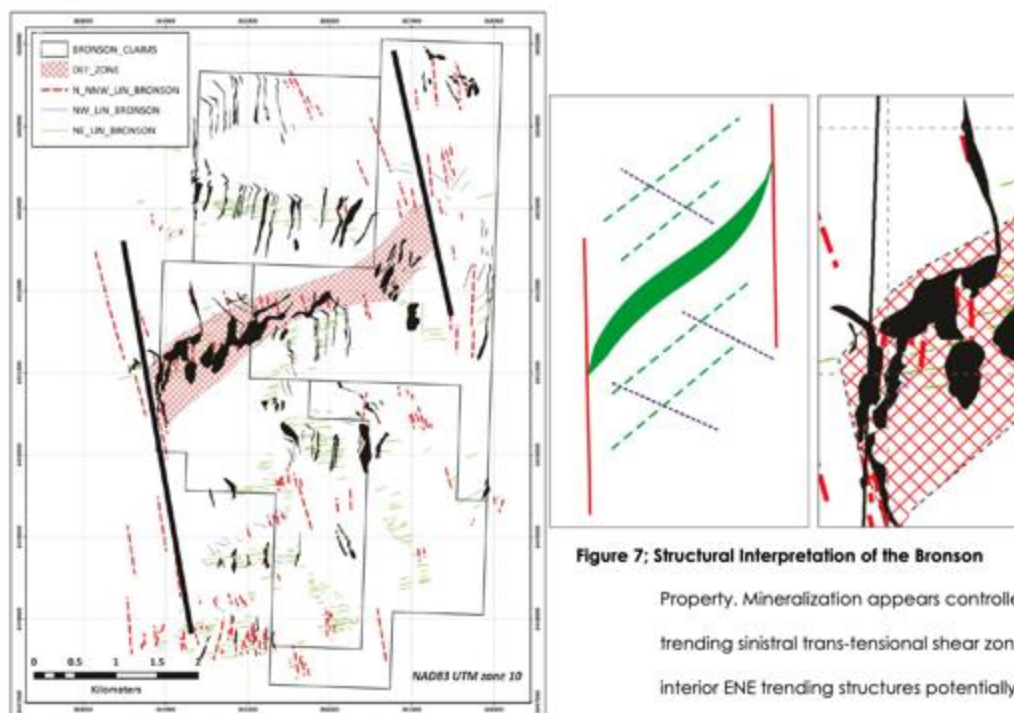 BRONSON_CLAIMS
DEF_ZONE
N_NNW_LIN_BRONSON
NW_LIN_BRONSON
NE_LIN_BRONSON
0 0.5 1 1.5 2
Kilometers
NAD83 UTM zone 10
Figure 7; Structural Interpretation of the Bronson
Property. Mineralization appears controlle
trending sinistral trans-tensional shear zon
interior ENE trending structures potentially